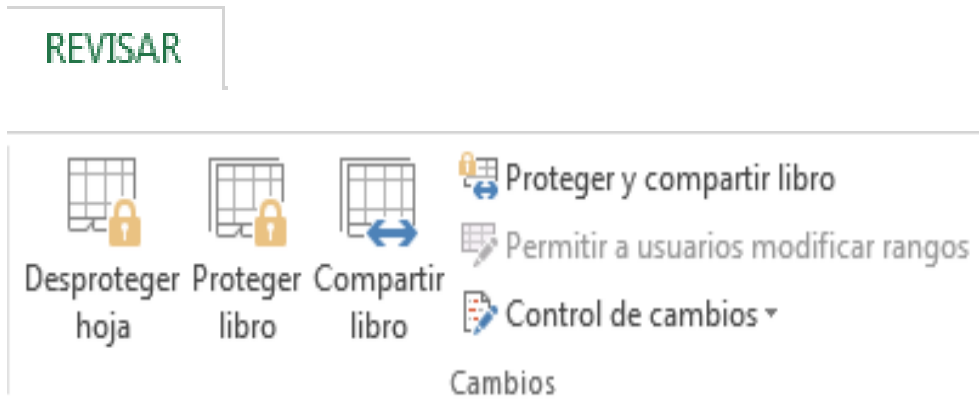 REVISAR
Desproteger
hoja
Proteger
libro
Compartir
libro
Proteger y compartir libro
Permitir a usuarios modificar rangos
Control de cambios
Cambios